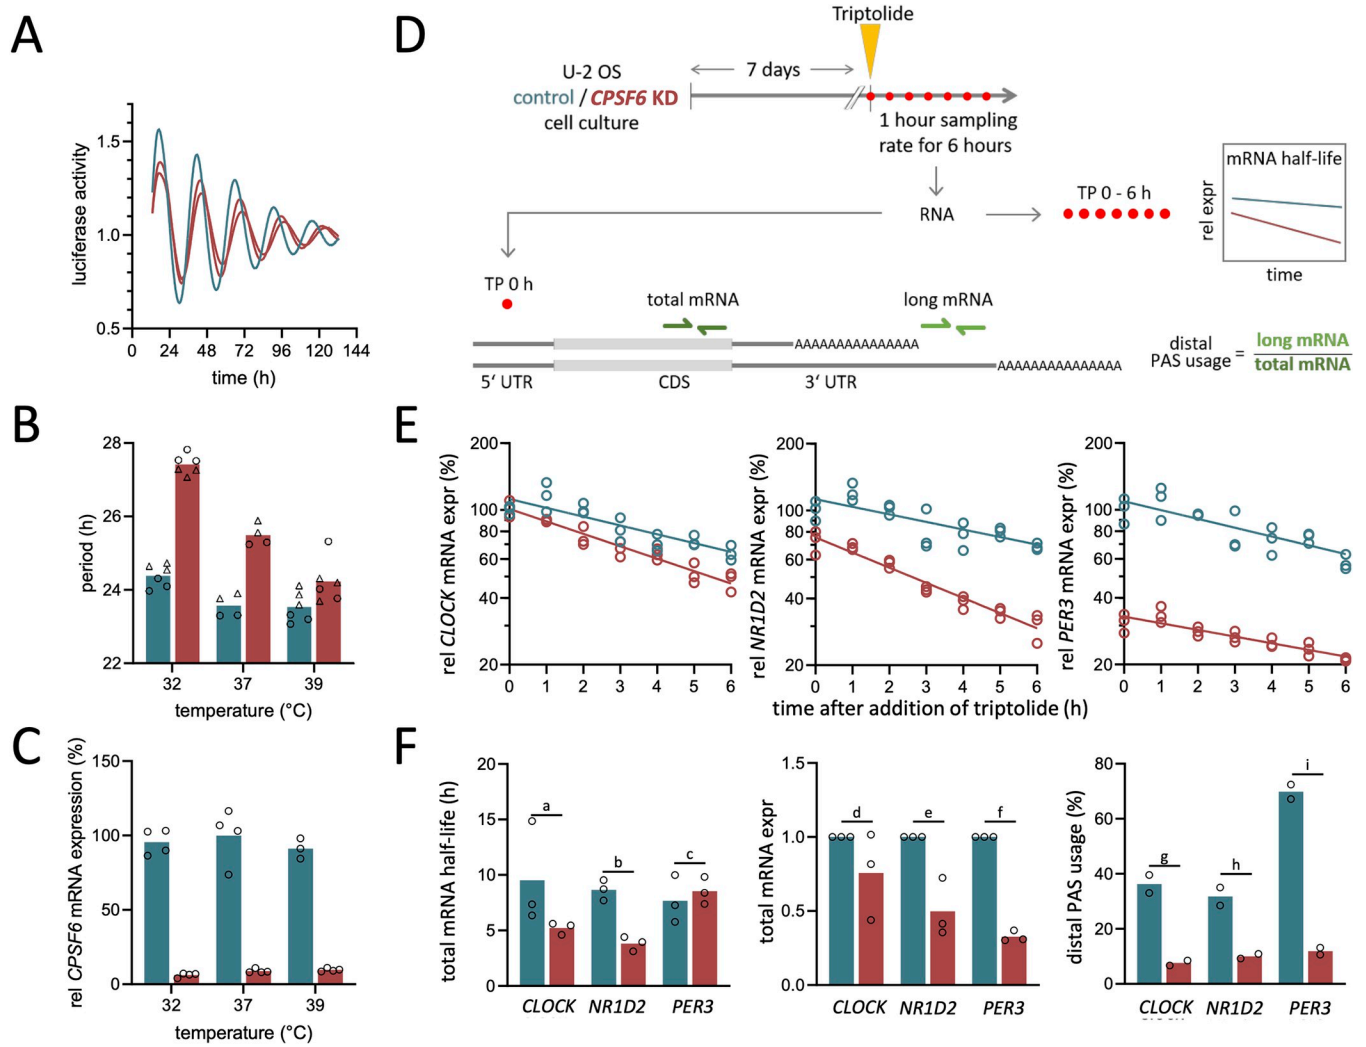 A
luciferase activity
1.5
1.0
0.5
0 24 48 72 96 120 144
time (h)
B
period (h)
28
26
24
22
32 37 39
temperature (°C)
C
rel CPSF6 mRNA expression (%)
150
100
50
0
32 37 39
temperature (°C)
D
Triptolide
U-2 OS
control / CPSF6 KD
cell culture
7 days
1 hour sampling
rate for 6 hours
RNA
TP 0 - 6 h
mRNA half-life
rel expr
time
TP 0 h
total mRNA
long mRNA
AAAAAAAAAAAAAAA
AAAAAAAAAAAAAAA
5‘ UTR
CDS
3‘ UTR
distal
PAS usage
=
long mRNA
total mRNA
E
rel CLOCK mRNA expr (%)
200
100
80
60
40
20
0 1 2 3 4 5 6
rel NR1D2 mRNA expr (%)
200
100
80
60
40
20
0 1 2 3 4 5 6
rel PER3 mRNA expr (%)
200
100
80
60
40
20
0 1 2 3 4 5 6
time after addition of triptolide (h)
F
total mRNA half-life (h)
20
15
10
5
0
a
b
c
CLOCK NR1D2 PER3
total mRNA expr
1.5
1.0
0.5
0.0
d
e
f
CLOCK NR1D2 PER3
distal PAS usage (%)
80
60
40
20
0
g
h
i
CLOCK NR1D2 PER3